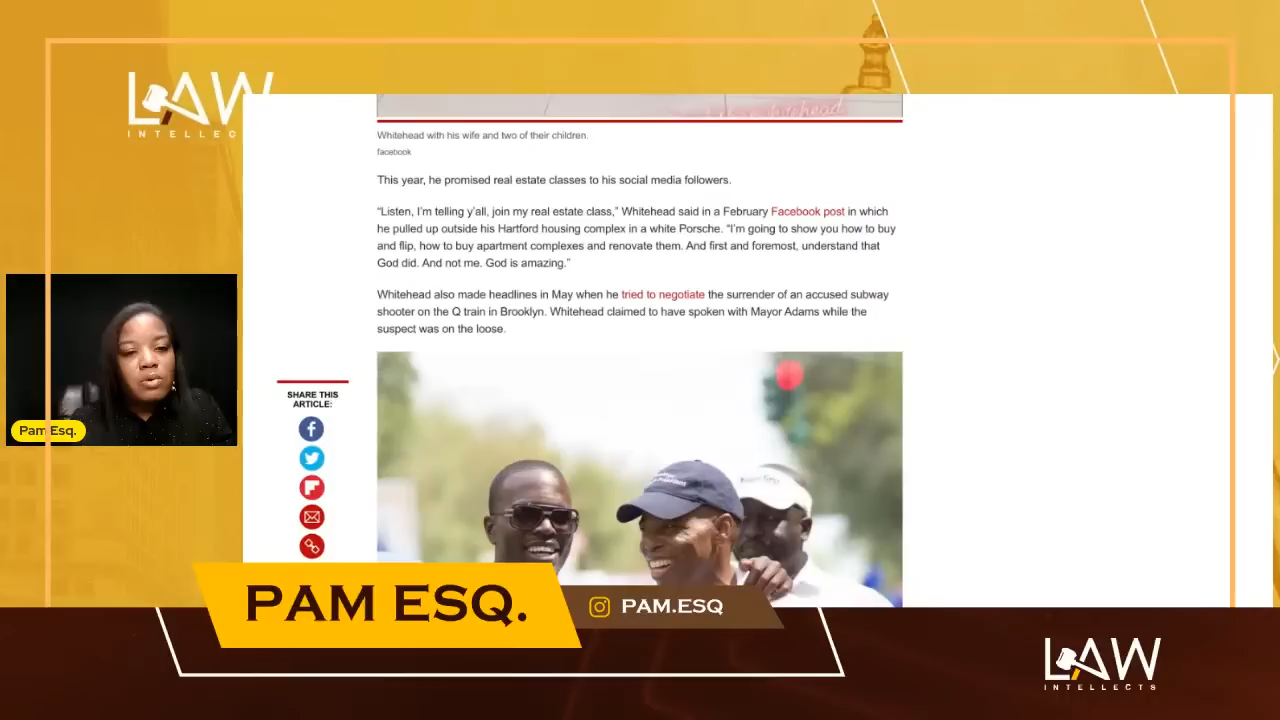 LAW
INTELLEC
Whitehead with his wife and two of their children.
facebook
This year, he promised real estate classes to his social media followers.
“Listen, I’m telling y’all, join my real estate class,” Whitehead said in a February Facebook post in which
he pulled up outside his Hartford housing complex in a white Porsche. “I’m going to show you how to buy
and flip, how to buy apartment complexes and renovate them. And first and foremost, understand that
God did. And not me. God is amazing.”
Whitehead also made headlines in May when he tried to negotiate the surrender of an accused subway
shooter on the Q train in Brooklyn. Whitehead claimed to have spoken with Mayor Adams while the
suspect was on the loose.
SHARE THIS
ARTICLE:
Pam Esq.
PAM ESQ.
PAM.ESQ
LAW
INTELLECTS